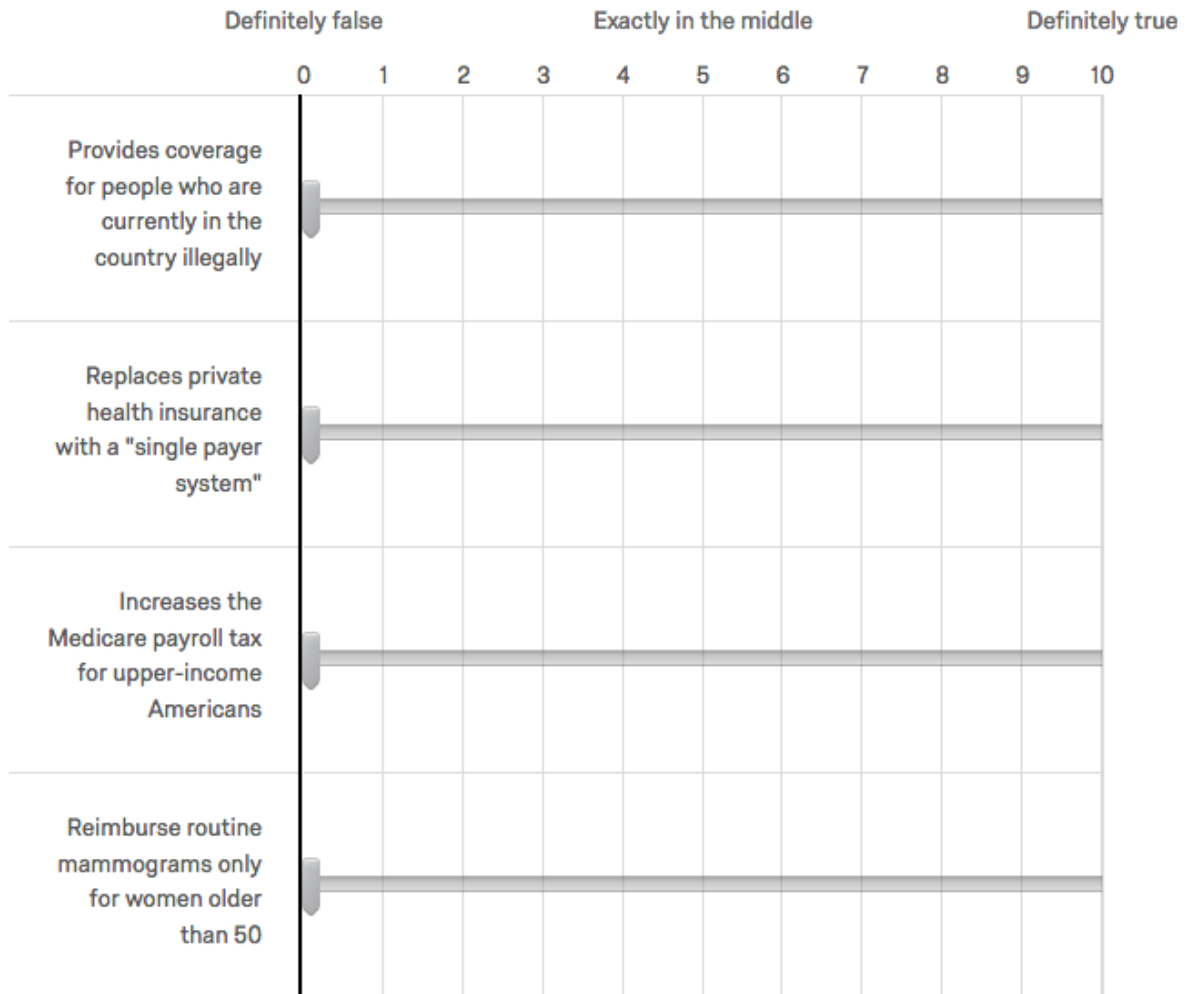 Definitely false Exactly in the middle Definitely true
0 1 2 3 4 5 6 7 8 9 10
Provides coverage
for people who are
currently in the
country illegally
Replaces private
health insurance
with a "single payer
system"
Increases the
Medicare payroll tax
for upper-income
Americans
Reimburse routine
mammograms only
for women older
than 50